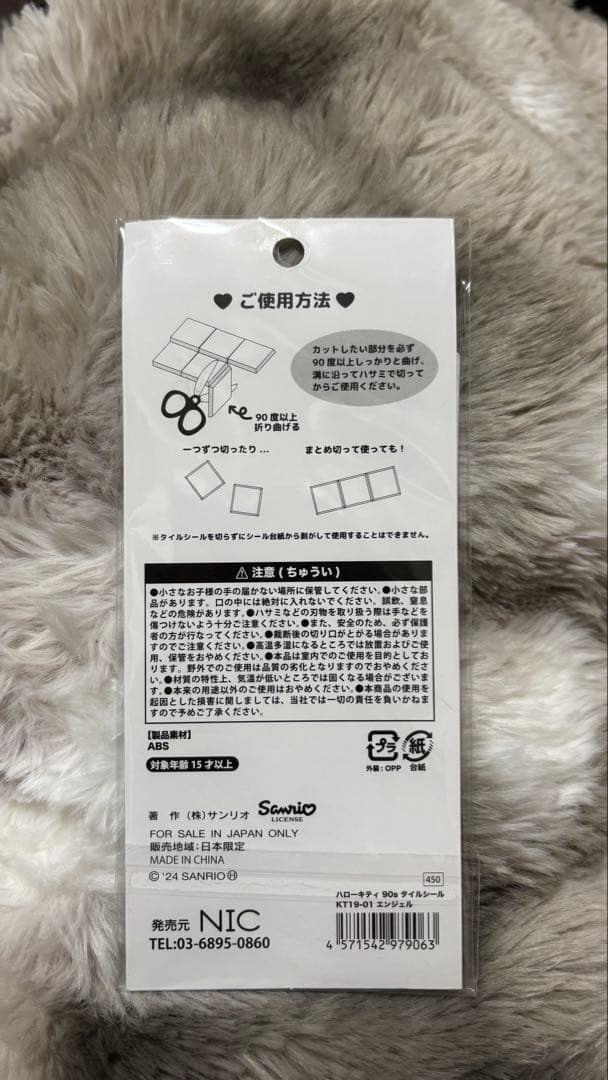 ♥ ご使用方法 ♥
カットしたい部分を必ず
90度以上しっかりと曲げ、
溝に沿ってハサミで切って
からご使用ください。
90度以上
折り曲げる
一つずつ切ったり...
まとめ切って使っても！
※タイルシールを切らずにシール台紙から剥がして使用することはできません。
⚠ 注意(ちゅうい)
●小さなお子様の手の届かない場所に保管してください。●小さな部
品があります。口の中には絶対に入れないでください。誤飲、窒息
などの危険があります。●ハサミなどの刃物を取り扱う際は手などを
傷つけないよう十分ご注意ください。●また、安全のため、必ず保護
者の方が行なってください。●裁断後の切り口がとがる場合がありま
すのでご注意ください。●高温多湿になるところでは放置およびご使
用、保管をおやめください。●本品は室内でのご使用を目的としてお
ります。野外でのご使用は品質の劣化となりますのでおやめくださ
い。●材質の特性上、気温が低いところでは固くなる場合がございま
す。●本来の用途以外のご使用はおやめください。●本商品の使用を
起因とした損害に関しましては、当社では一切の責任を負いかねま
すので予めご了承ください。
【製品素材】
ABS
対象年齢15才以上
プラ
外装:OPP
紙
台紙
著 作 (株)サンリオ
Sanrio
LICENSE
FOR SALE IN JAPAN ONLY
販売地域:日本限定
MADE IN CHINA
© '24 SANRIO Ⓗ
450
ハローキティ 90s タイルシール
KT19-01 エンジェル
発売元 NIC
TEL:03-6895-0860
4 571542 979063